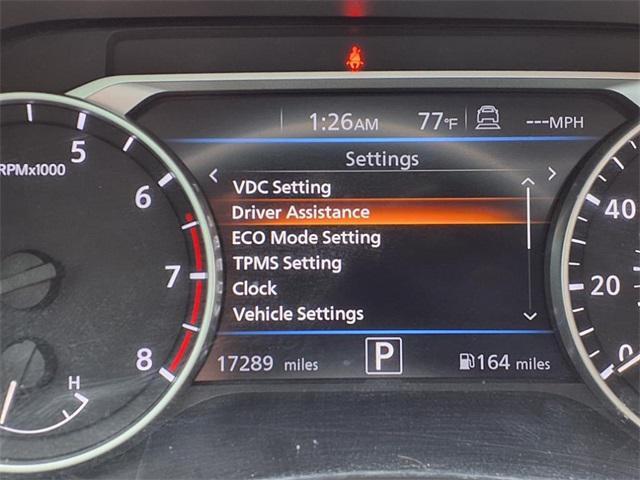 1:26AM 77°F ---MPH
Settings
VDC Setting
Driver Assistance
ECO Mode Setting
TPMS Setting
Clock
Vehicle Settings
17289 miles P 164 miles
RPMx1000
5
6
7
8
H
40
20
0